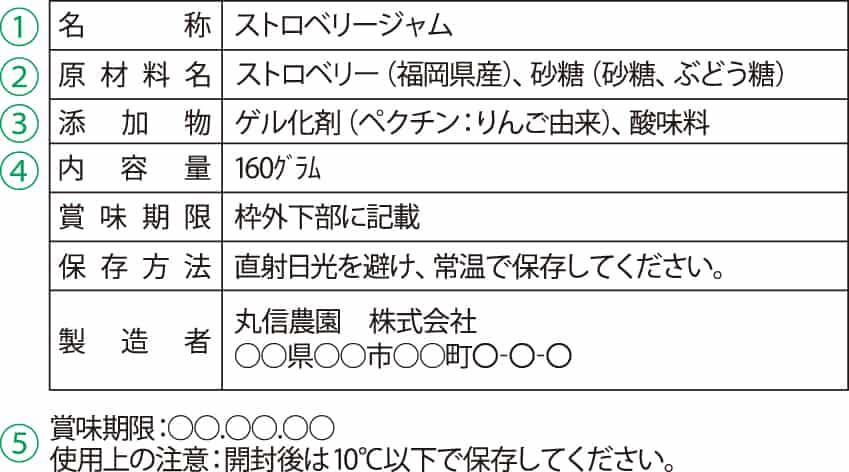 ① 名称 ストロベリージャム
② 原材料名 ストロベリー（福岡県産）、砂糖（砂糖、ぶどう糖）
③ 添加物 ゲル化剤（ペクチン：りんご由来）、酸味料
④ 内容量 160ｸﾞﾗﾑ
賞味期限 枠外下部に記載
保存方法 直射日光を避け、常温で保存してください。
製造者 丸信農園　株式会社
○○県○○市○○町〇-〇-〇
⑤ 賞味期限：○○.○○.○○
使用上の注意：開封後は10℃以下で保存してください。